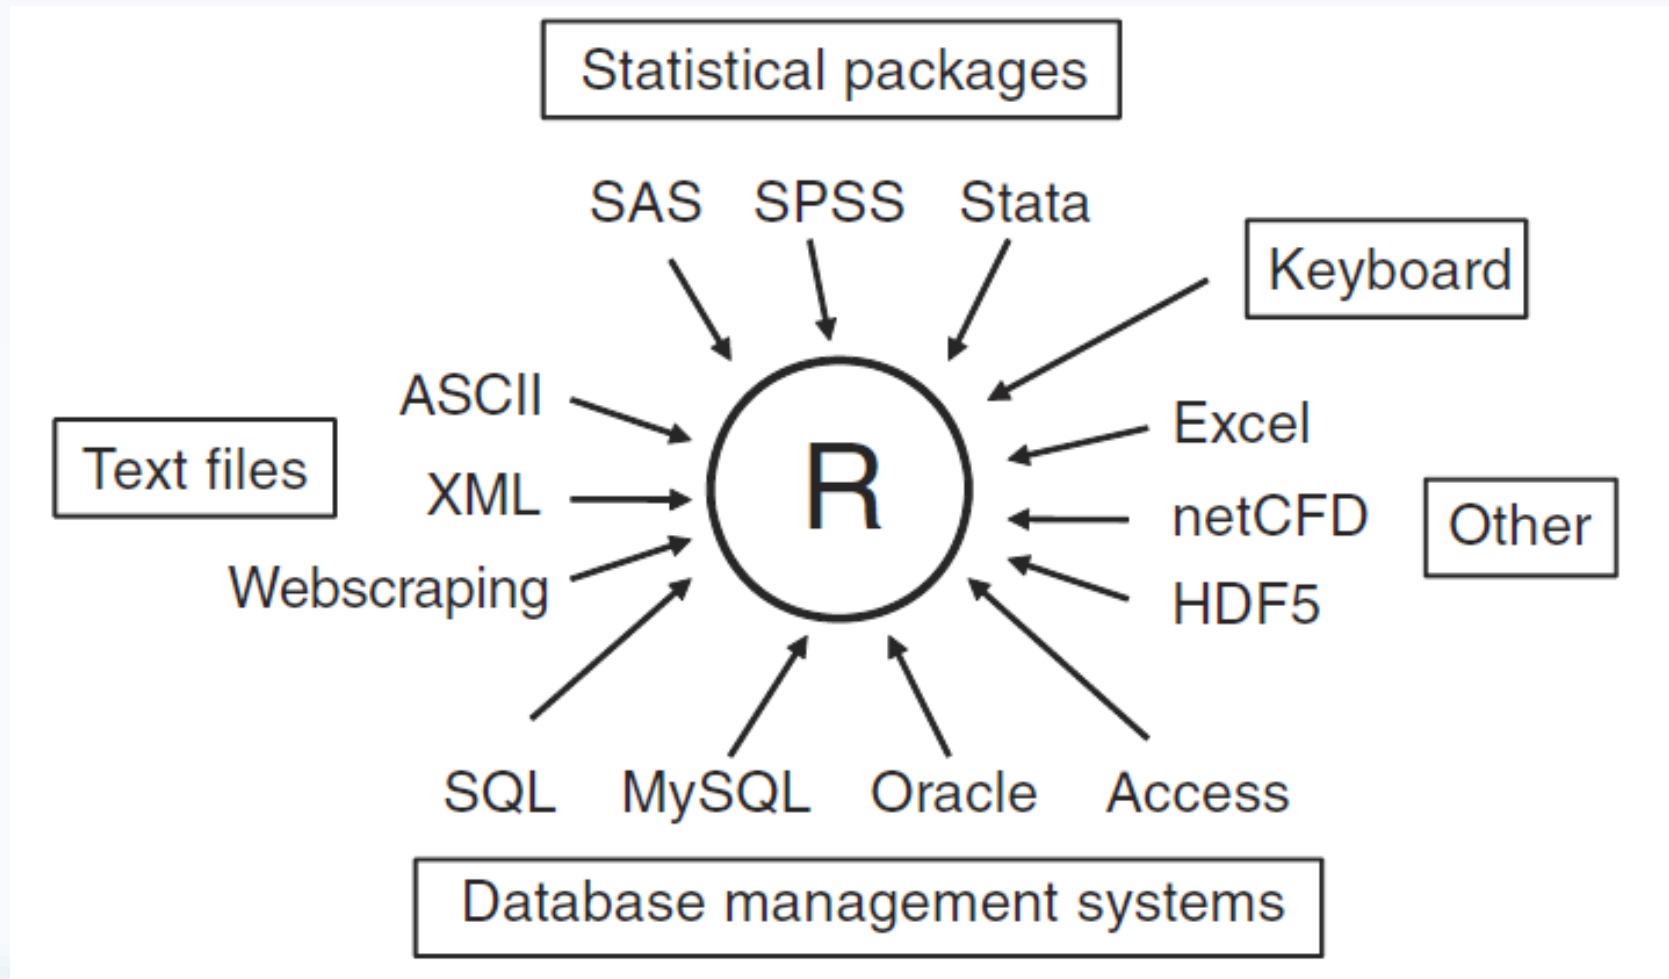 Statistical packages
SAS SPSS Stata
Keyboard
ASCII
Excel
Text files
R
XML
netCFD
Other
Webscraping
HDF5
SQL MySQL Oracle Access
Database management systems